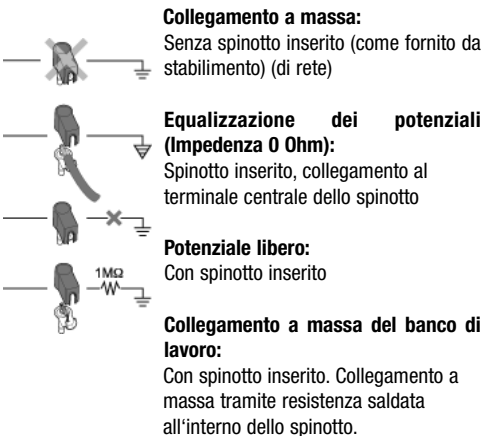 Collegamento a massa:
Senza spinotto inserito (come fornito da
stabilimento) (di rete)
Equalizzazione dei potenziali
(Impedenza 0 Ohm):
Spinotto inserito, collegamento al
terminale centrale dello spinotto
Potenziale libero:
Con spinotto inserito
1MΩ
Collegamento a massa del banco di
lavoro:
Con spinotto inserito. Collegamento a
massa tramite resistenza saldata
all‘interno dello spinotto.